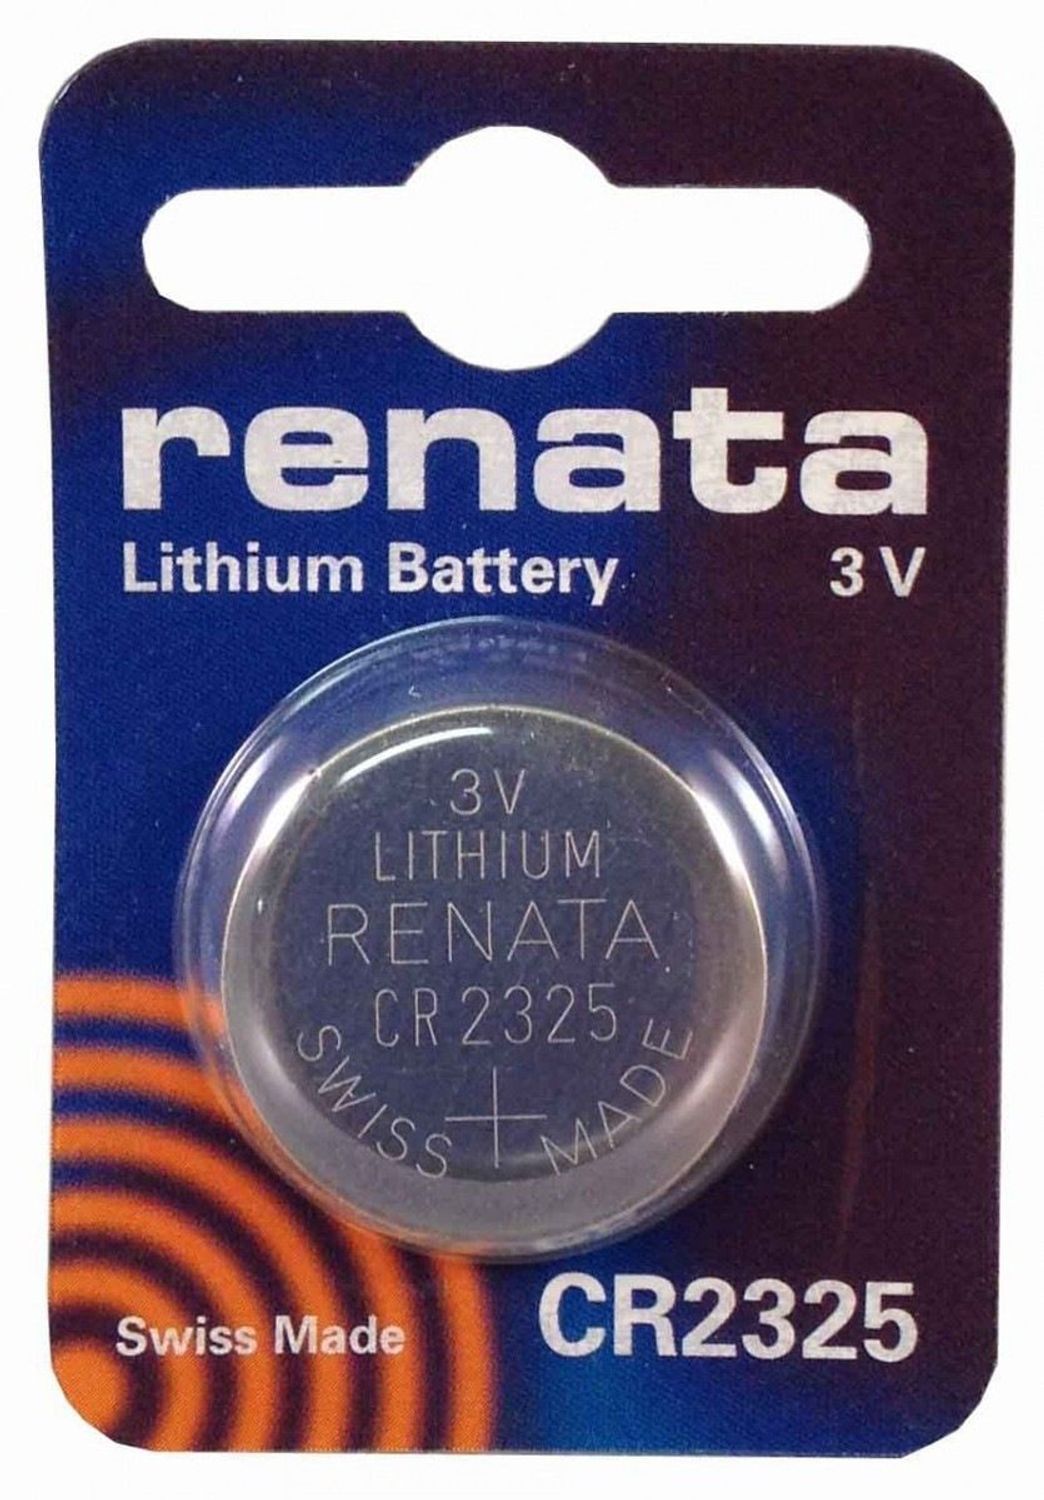 renata
Lithium Battery 3 V
3V
LITHIUM
RENATA
CR 2325
SWISS + MADE
Swiss Made
CR2325